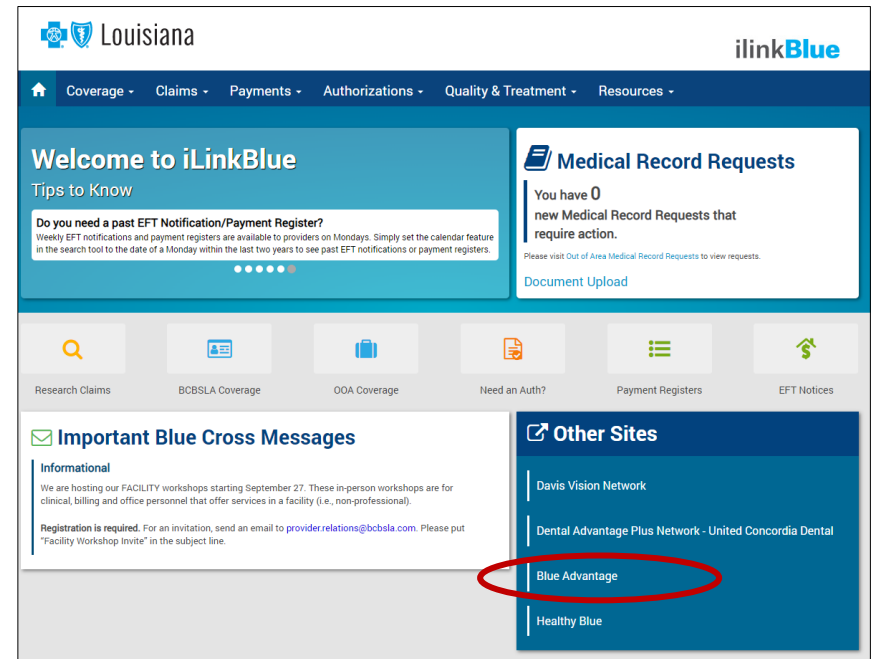 Louisiana
ilinkBlue
Coverage
Claims
Payments
Authorizations
Quality & Treatment
Resources
Welcome to iLinkBlue
Tips to Know
Do you need a past EFT Notification/Payment Register?
Weekly EFT notifications and payment registers are available to providers on Mondays. Simply set the calendar feature
in the search tool to the date of a Monday within the last two years to see past EFT notifications or payment registers.
Medical Record Requests
You have 0
new Medical Record Requests that
require action.
Please visit Out of Area Medical Record Requests to view requests.
Document Upload
Research Claims
BCBSLA Coverage
OOA Coverage
Need an Auth?
Payment Registers
EFT Notices
Important Blue Cross Messages
Informational
We are hosting our FACILITY workshops starting September 27. These in-person workshops are for
clinical, billing and office personnel that offer services in a facility (i.e., non-professional).
Registration is required. For an invitation, send an email to provider.relations@bcbsla.com. Please put
"Facility Workshop Invite" in the subject line.
Other Sites
Davis Vision Network
Dental Advantage Plus Network - United Concordia Dental
Blue Advantage
Healthy Blue